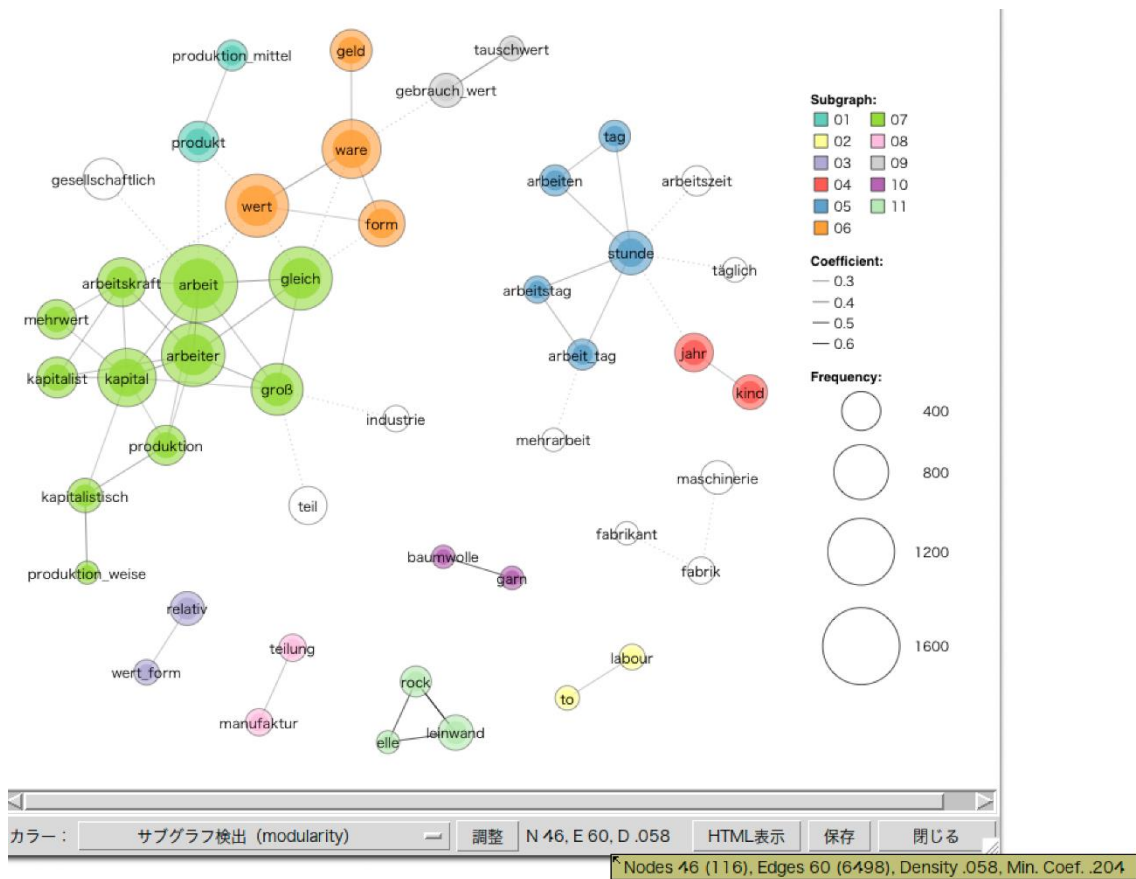 produktion_mittel
geld
tauschwert
gebrauch_wert
produkt
ware
gesellschaftlich
wert
form
arbeitskraft
arbeit
gleich
mehrwert
arbeiter
kapitalist
kapital
groß
industrie
produktion
kapitalistisch
teil
produktion_weise
tag
arbeiten
arbeitszeit
stunde
täglich
arbeitstag
arbeit_tag
jahr
kind
mehrarbeit
maschinerie
fabrikant
fabrik
baumwolle
garn
relativ
wert_form
teilung
manufaktur
rock
elle
leinwand
labour
to
Subgraph:
01 07
02 08
03 09
04 10
05 11
06
Coefficient:
0.3
0.4
0.5
0.6
Frequency:
400
800
1200
1600
カラー： サブグラフ検出（modularity） 調整 N 46, E 60, D .058 HTML表示 保存 閉じる
Nodes 46 (116), Edges 60 (6498), Density .058, Min. Coef. .204